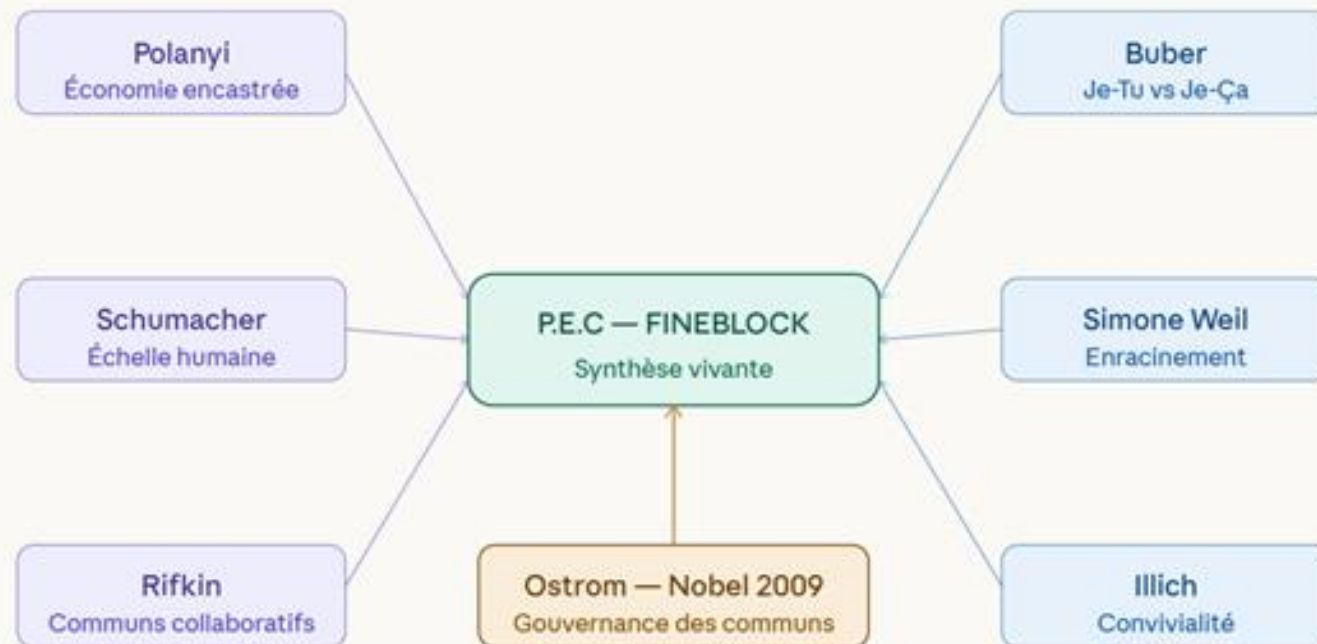 Polanyi
Économie encastrée
Buber
Je-Tu vs Je-Ça
Schumacher
Échelle humaine
P.E.C — FINEBLOCK
Synthèse vivante
Simone Weil
Enracinement
Rifkin
Communs collaboratifs
Ostrom — Nobel 2009
Gouvernance des communs
Illich
Convivialité